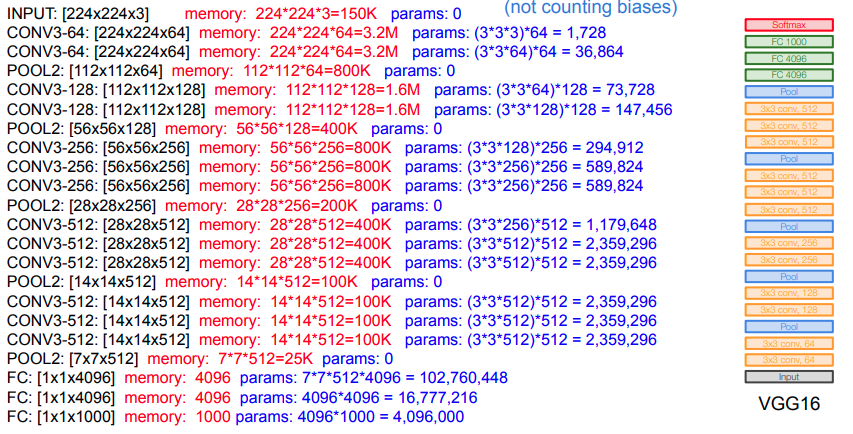 (not counting biases)
INPUT: [224x224x3] memory: 224*224*3=150K params: 0
CONV3-64: [224x224x64] memory: 224*224*64=3.2M params: (3*3*3)*64 = 1,728
CONV3-64: [224x224x64] memory: 224*224*64=3.2M params: (3*3*64)*64 = 36,864
POOL2: [112x112x64] memory: 112*112*64=800K params: 0
CONV3-128: [112x112x128] memory: 112*112*128=1.6M params: (3*3*64)*128 = 73,728
CONV3-128: [112x112x128] memory: 112*112*128=1.6M params: (3*3*128)*128 = 147,456
POOL2: [56x56x128] memory: 56*56*128=400K params: 0
CONV3-256: [56x56x256] memory: 56*56*256=800K params: (3*3*128)*256 = 294,912
CONV3-256: [56x56x256] memory: 56*56*256=800K params: (3*3*256)*256 = 589,824
CONV3-256: [56x56x256] memory: 56*56*256=800K params: (3*3*256)*256 = 589,824
POOL2: [28x28x256] memory: 28*28*256=200K params: 0
CONV3-512: [28x28x512] memory: 28*28*512=400K params: (3*3*256)*512 = 1,179,648
CONV3-512: [28x28x512] memory: 28*28*512=400K params: (3*3*512)*512 = 2,359,296
CONV3-512: [28x28x512] memory: 28*28*512=400K params: (3*3*512)*512 = 2,359,296
POOL2: [14x14x512] memory: 14*14*512=100K params: 0
CONV3-512: [14x14x512] memory: 14*14*512=100K params: (3*3*512)*512 = 2,359,296
CONV3-512: [14x14x512] memory: 14*14*512=100K params: (3*3*512)*512 = 2,359,296
CONV3-512: [14x14x512] memory: 14*14*512=100K params: (3*3*512)*512 = 2,359,296
POOL2: [7x7x512] memory: 7*7*512=25K params: 0
FC: [1x1x4096] memory: 4096 params: 7*7*512*4096 = 102,760,448
FC: [1x1x4096] memory: 4096 params: 4096*4096 = 16,777,216
FC: [1x1x1000] memory: 1000 params: 4096*1000 = 4,096,000
Softmax
FC 1000
FC 4096
FC 4096
Pool
3x3 conv, 512
3x3 conv, 512
3x3 conv, 512
Pool
3x3 conv, 512
3x3 conv, 512
3x3 conv, 512
Pool
3x3 conv, 256
3x3 conv, 256
Pool
3x3 conv, 128
3x3 conv, 128
Pool
3x3 conv, 64
3x3 conv, 64
Input
VGG16